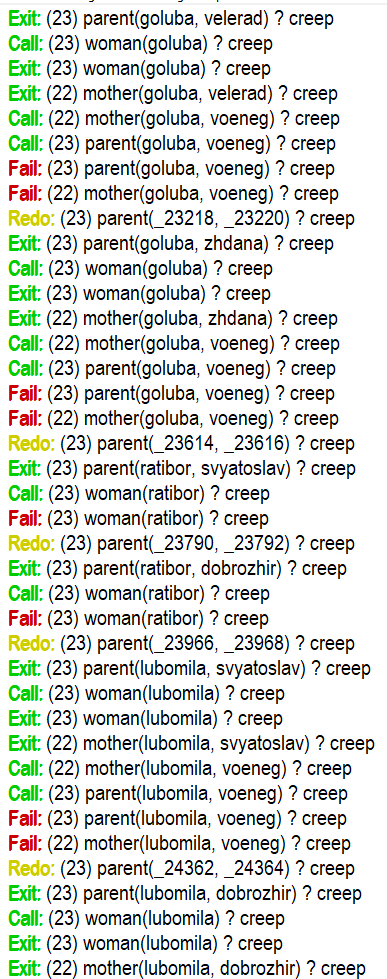 Exit: (23) parent(goluba, velerad) ? creep
Call: (23) woman(goluba) ? creep
Exit: (23) woman(goluba) ? creep
Exit: (22) mother(goluba, velerad) ? creep
Call: (22) mother(goluba, voeneg) ? creep
Call: (23) parent(goluba, voeneg) ? creep
Fail: (23) parent(goluba, voeneg) ? creep
Fail: (22) mother(goluba, voeneg) ? creep
Redo: (23) parent(_23218, _23220) ? creep
Exit: (23) parent(goluba, zhdana) ? creep
Call: (23) woman(goluba) ? creep
Exit: (23) woman(goluba) ? creep
Exit: (22) mother(goluba, zhdana) ? creep
Call: (22) mother(goluba, voeneg) ? creep
Call: (23) parent(goluba, voeneg) ? creep
Fail: (23) parent(goluba, voeneg) ? creep
Fail: (22) mother(goluba, voeneg) ? creep
Redo: (23) parent(_23614, _23616) ? creep
Exit: (23) parent(ratibor, svyatoslav) ? creep
Call: (23) woman(ratibor) ? creep
Fail: (23) woman(ratibor) ? creep
Redo: (23) parent(_23790, _23792) ? creep
Exit: (23) parent(ratibor, dobrozhir) ? creep
Call: (23) woman(ratibor) ? creep
Fail: (23) woman(ratibor) ? creep
Redo: (23) parent(_23966, _23968) ? creep
Exit: (23) parent(lubomila, svyatoslav) ? creep
Call: (23) woman(lubomila) ? creep
Exit: (23) woman(lubomila) ? creep
Exit: (22) mother(lubomila, svyatoslav) ? creep
Call: (22) mother(lubomila, voeneg) ? creep
Call: (23) parent(lubomila, voeneg) ? creep
Fail: (23) parent(lubomila, voeneg) ? creep
Fail: (22) mother(lubomila, voeneg) ? creep
Redo: (23) parent(_24362, _24364) ? creep
Exit: (23) parent(lubomila, dobrozhir) ? creep
Call: (23) woman(lubomila) ? creep
Exit: (23) woman(lubomila) ? creep
Exit: (22) mother(lubomila, dobrozhir) ? creep